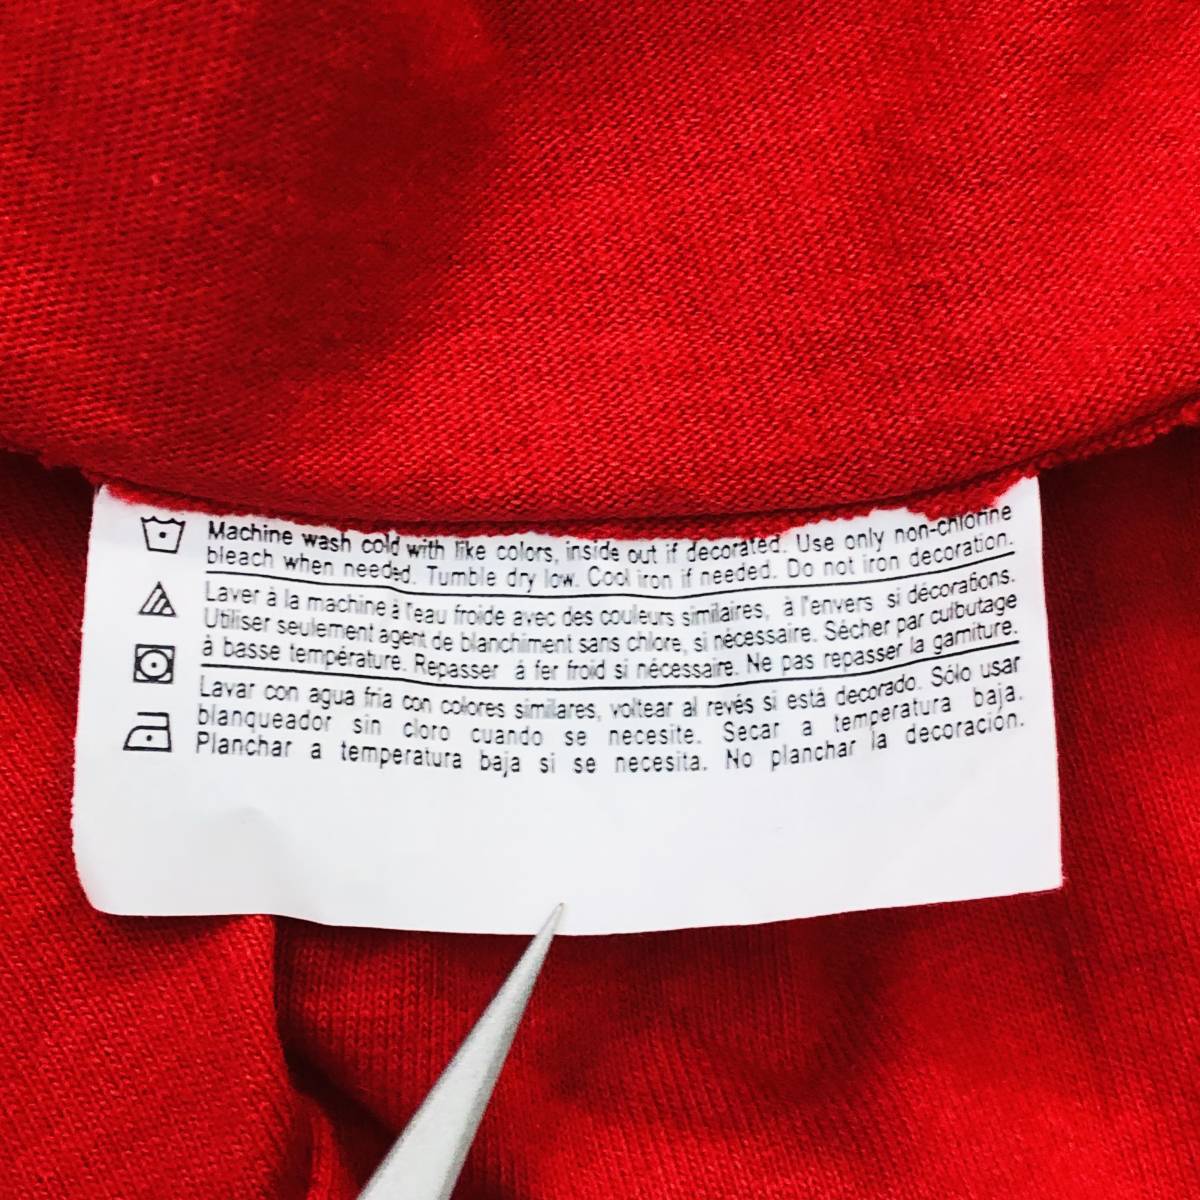 Machine wash cold with like colors, inside out if decorated. Use only non-chlorine
bleach when needed. Tumble dry low. Cool iron if needed. Do not iron decoration.
Laver à la machine à l'eau froide avec des couleurs similaires, à l'envers si décorations.
Utiliser seulement agent de blanchiment sans chlore, si nécessaire. Sécher par culbutage
à basse température. Repasser à fer froid si nécessaire. Ne pas repasser la garniture.
Lavar con agua fría con colores similares, voltear al revés si está decorado. Sólo usar
blanqueador sin cloro cuando se necesite. Secar a temperatura baja.
Planchar a temperatura baja si se necesita. No planchar la decoración.